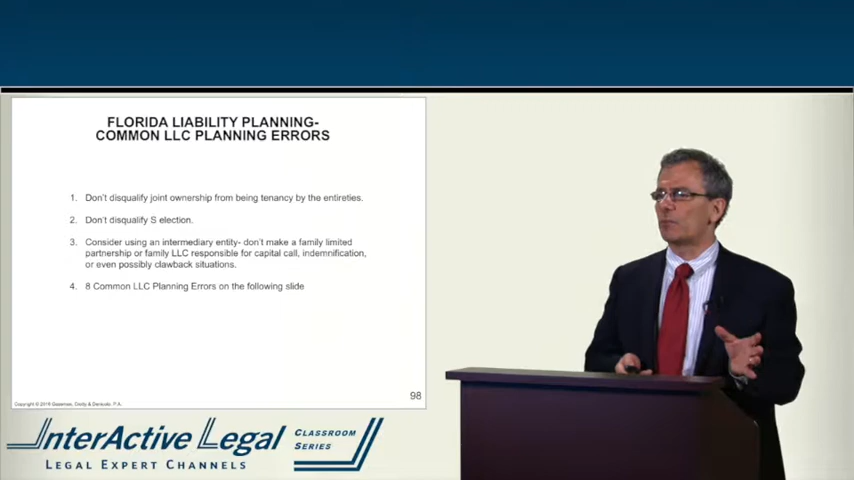 FLORIDA LIABILITY PLANNING-
COMMON LLC PLANNING ERRORS
1. Don't disqualify joint ownership from being tenancy by the entireties.
2. Don't disqualify S election.
3. Consider using an intermediary entity- don't make a family limited
partnership or family LLC responsible for capital call, indemnification,
or even possibly clawback situations.
4. 8 Common LLC Planning Errors on the following slide
98
InterActive Legal
CLASSROOM
SERIES
LEGAL EXPERT CHANNELS